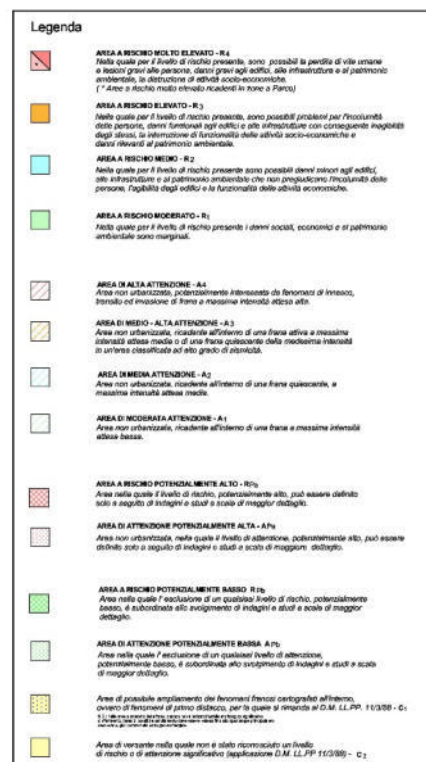 Legenda
AREA A RISCHIO MOLTO ELEVATO - R4
Nella quale per il livello di rischio presente, sono possibili la perdita di vite umane
e lesioni gravi alle persone, danni gravi agli edifici, alle infrastrutture e al patrimonio
ambientale, la distruzione di attività socio-economiche.
( * Aree a rischio molto elevato ricadenti in zone a Parco)
AREA A RISCHIO ELEVATO - R3
Nella quale per il livello di rischio presente, sono possibili problemi per l'incolumità
delle persone, danni funzionali agli edifici e alle infrastrutture con conseguente inagibilità
degli stessi, la interruzione di funzionalità delle attività socio-economiche e
danni rilevanti al patrimonio ambientale.
AREA A RISCHIO MEDIO - R2
Nella quale per il livello di rischio presente sono possibili danni minori agli edifici,
alle infrastrutture e al patrimonio ambientale che non pregiudicano l'incolumità delle
persone, l'agibilità degli edifici e la funzionalità delle attività economiche.
AREA A RISCHIO MODERATO - R1
Nella quale per il livello di rischio presente i danni sociali, economici e al patrimonio
ambientale sono marginali.
AREA DI ALTA ATTENZIONE - A4
Area non urbanizzata, potenzialmente interessata da fenomeni di innesco,
transito ed invasione di frana a massima intensità attesa alta.
AREA DI MEDIO - ALTA ATTENZIONE - A3
Area non urbanizzata, ricadente all'interno di una frana attiva a massima
intensità attesa media o di una frana quiescente della medesima intensità
in un'area classificata ad alto grado di sismicità.
AREA DI MEDIA ATTENZIONE - A2
Area non urbanizzata, ricadente all'interno di una frana quiescente, a
massima intensità attesa media.
AREA DI MODERATA ATTENZIONE - A1
Area non urbanizzata, ricadente all'interno di una frana a massima intensità
attesa bassa.
AREA A RISCHIO POTENZIALMENTE ALTO - RPa
Area nella quale il livello di rischio, potenzialmente alto, può essere definito
solo a seguito di indagini e studi a scala di maggior dettaglio.
AREA DI ATTENZIONE POTENZIALMENTE ALTA - APa
Area non urbanizzata, nella quale il livello di attenzione, potenzialmente alto, può essere
definito solo a seguito di indagini e studi a scala di maggiore dettaglio.
AREA A RISCHIO POTENZIALMENTE BASSO - RPb
Area nella quale l' esclusione di un qualsiasi livello di rischio, potenzialmente
basso, è subordinata allo svolgimento di indagini e studi a scala di maggior
dettaglio.
AREA DI ATTENZIONE POTENZIALMENTE BASSA - APb
Area nella quale l' esclusione di un qualsiasi livello di attenzione,
potenzialmente basso, è subordinata allo svolgimento di indagini e studi a scala
di maggior dettaglio.
Area di possibile ampliamento dei fenomeni franosi cartografati all'interno,
ovvero di fenomeni di primo distacco, per la quale si rimanda al D.M. LL.PP. 11/3/88 - C1
Area di versante nella quale non è stato riconosciuto un livello
di rischio o di attenzione significativo (applicazione D.M. LL.PP 11/3/88) - C2